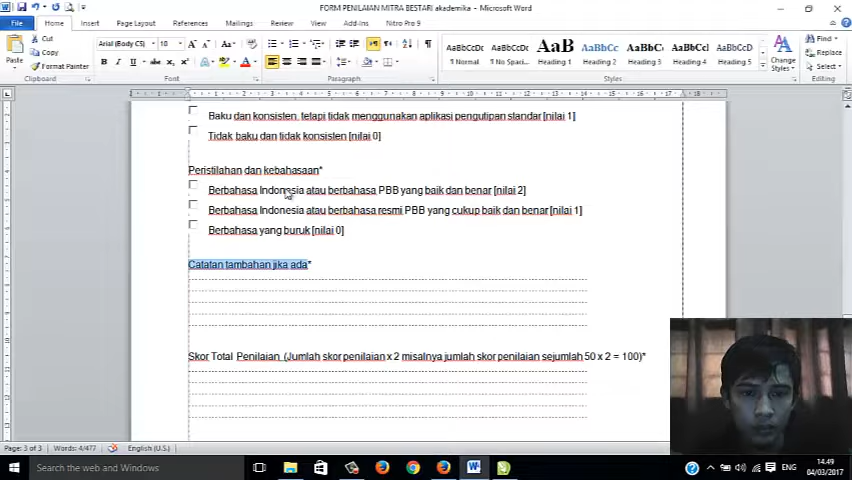 FORM PENILAIAN MITRA BESTARI akademika - Microsoft Word
File Home Insert Page Layout References Mailings Review View Add-Ins Nitro Pro 9
Paste
Cut
Copy
Format Painter
Clipboard
Arial (Body CS) 10
Font
Paragraph
AaBbCcDc ¶ Normal
AaBbCcDc ¶ No Spaci...
AaB Heading 1
AaBbCc Heading 2
AaBbC Heading 3
AaBbCc Heading 4
AaBbCcD Heading 5
Styles
Change Styles
Find
Replace
Select
Editing
Baku dan konsisten, tetapi tidak menggunakan aplikasi pengutipan standar [nilai 1]
Tidak baku dan tidak konsisten [nilai 0]
Peristilahan dan kebahasaan*
Berbahasa Indonesia atau berbahasa PBB yang baik dan benar [nilai 2]
Berbahasa Indonesia atau berbahasa resmi PBB yang cukup baik dan benar [nilai 1]
Berbahasa yang buruk [nilai 0]
Catatan tambahan jika ada*
Skor Total Penilaian (Jumlah skor penilaian x 2 misalnya jumlah skor penilaian sejumlah 50 x 2 = 100)*
Page: 3 of 3 Words: 4/477 English (U.S.)
Search the web and Windows
ENG
14.49
04/03/2017